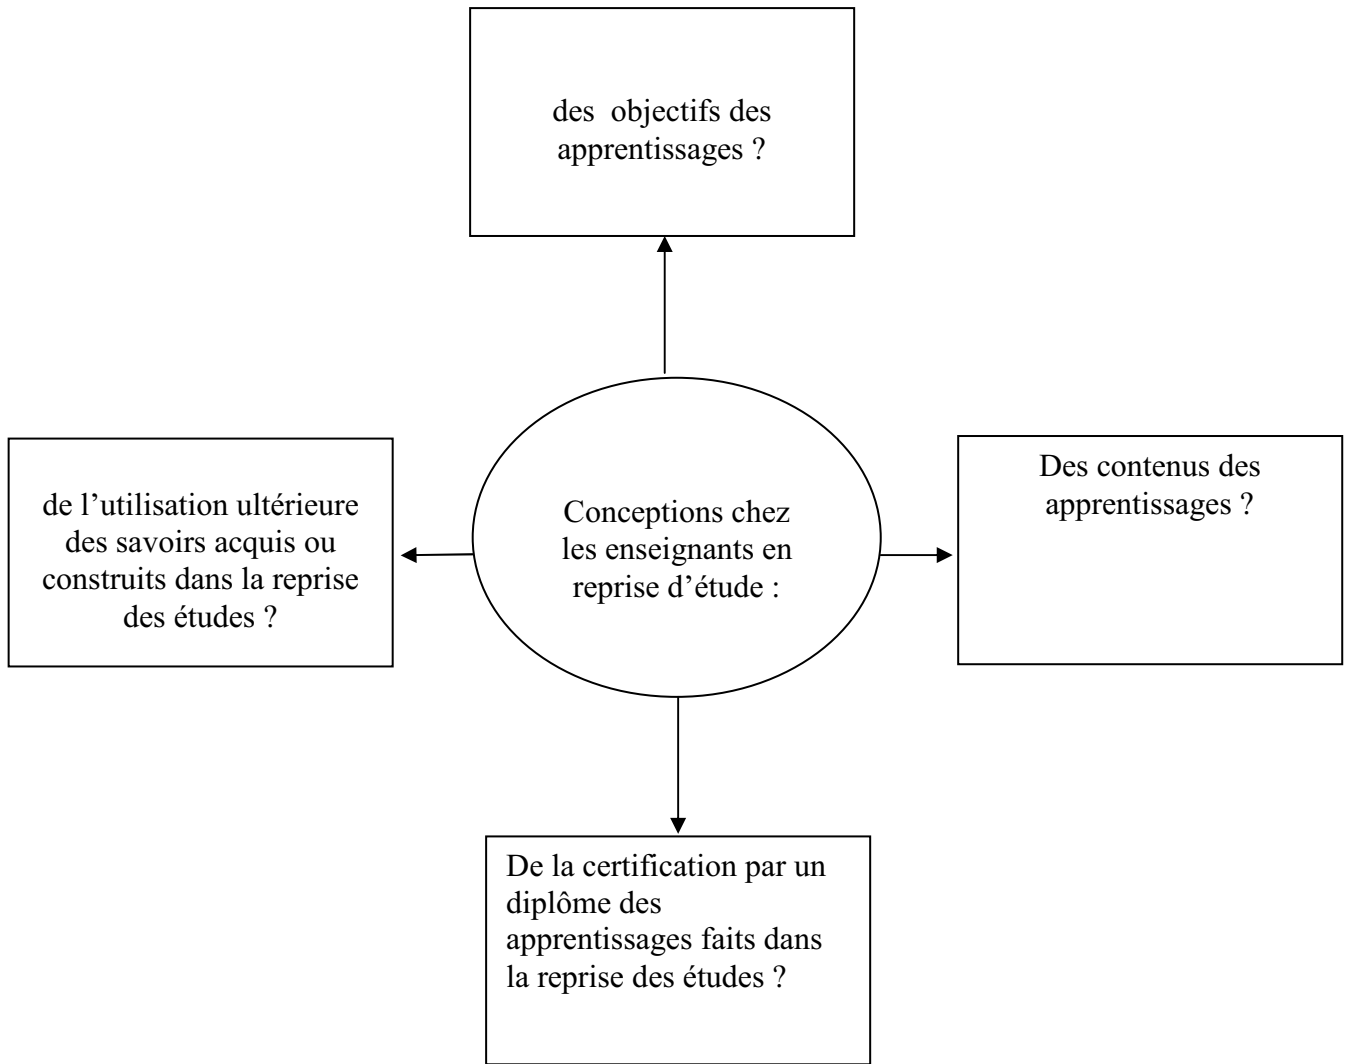 des  objectifs des
apprentissages ?
de l’utilisation ultérieure
des savoirs acquis ou
construits dans la reprise
des études ?
Conceptions chez
les enseignants en
reprise d’étude :
Des contenus des
apprentissages ?
De la certification par un
diplôme des
apprentissages faits dans
la reprise des études ?